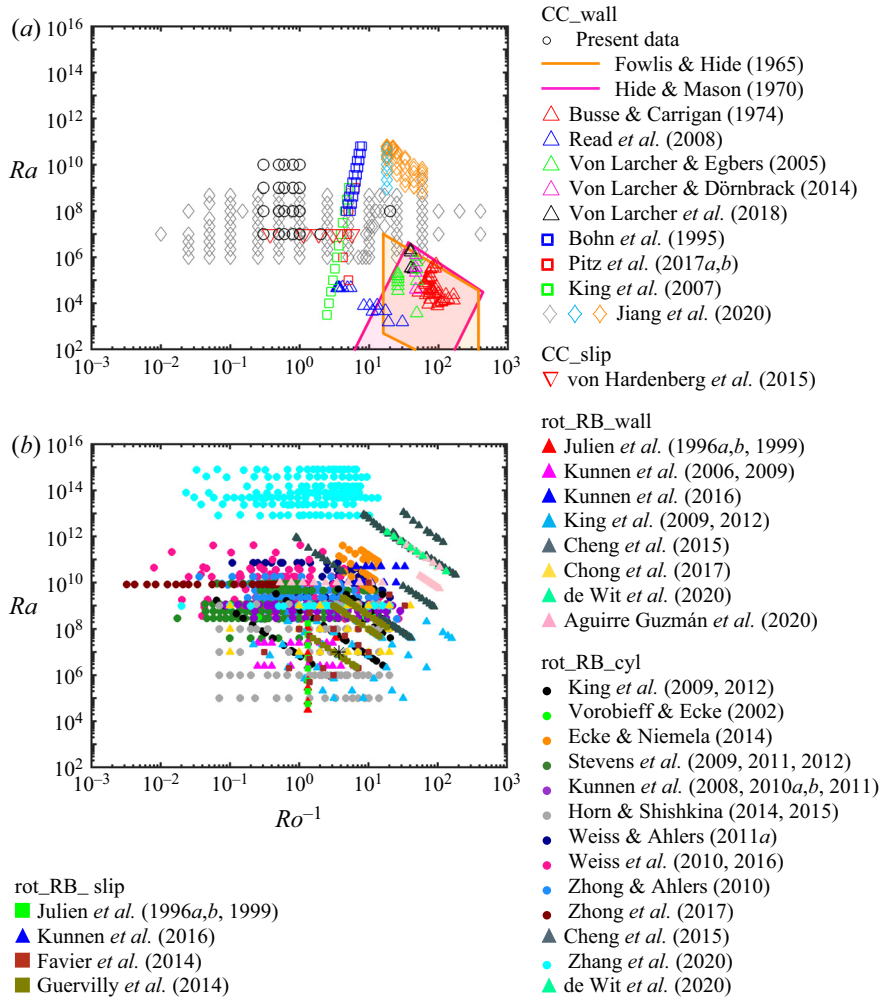 (a)
10^16
10^14
10^12
10^10
10^8
10^6
10^4
10^2
Ra
10^−3
10^−2
10^−1
10^0
10^1
10^2
10^3
CC_wall
Present data
Fowlis & Hide (1965)
Hide & Mason (1970)
Busse & Carrigan (1974)
Read et al. (2008)
Von Larcher & Egbers (2005)
Von Larcher & Dörnbrack (2014)
Von Larcher et al. (2018)
Bohn et al. (1995)
Pitz et al. (2017a,b)
King et al. (2007)
Jiang et al. (2020)
CC_slip
von Hardenberg et al. (2015)
(b)
10^16
10^14
10^12
10^10
10^8
10^6
10^4
10^2
Ra
10^−3
10^−2
10^−1
10^0
10^1
10^2
10^3
Ro^−1
rot_RB_wall
Julien et al. (1996a,b, 1999)
Kunnen et al. (2006, 2009)
Kunnen et al. (2016)
King et al. (2009, 2012)
Cheng et al. (2015)
Chong et al. (2017)
de Wit et al. (2020)
Aguirre Guzmán et al. (2020)
rot_RB_cyl
King et al. (2009, 2012)
Vorobieff & Ecke (2002)
Ecke & Niemela (2014)
Stevens et al. (2009, 2011, 2012)
Kunnen et al. (2008, 2010a,b, 2011)
Horn & Shishkina (2014, 2015)
Weiss & Ahlers (2011a)
Weiss et al. (2010, 2016)
Zhong & Ahlers (2010)
Zhong et al. (2017)
Cheng et al. (2015)
Zhang et al. (2020)
de Wit et al. (2020)
rot_RB_ slip
Julien et al. (1996a,b, 1999)
Kunnen et al. (2016)
Favier et al. (2014)
Guervilly et al. (2014)